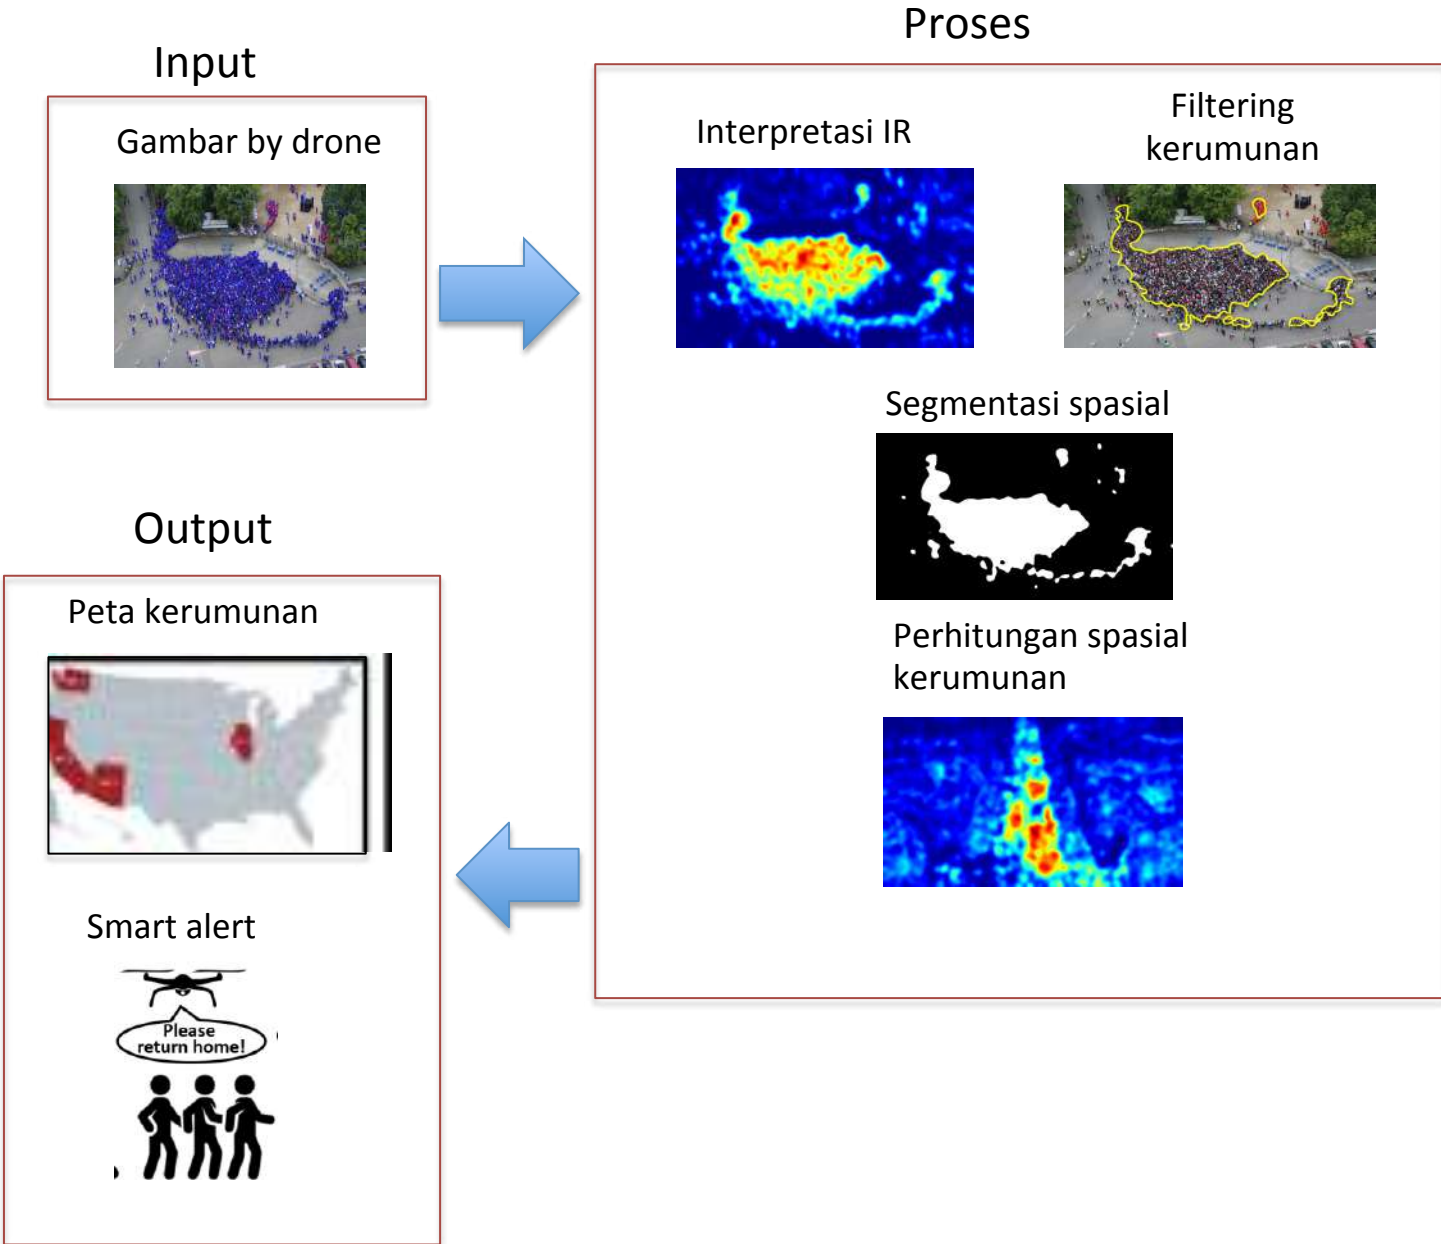 Input
Gambar by drone
Proses
Interpretasi IR
Filtering
kerumunan
Segmentasi spasial
Perhitungan spasial
kerumunan
Output
Peta kerumunan
Smart alert
Please
return home!